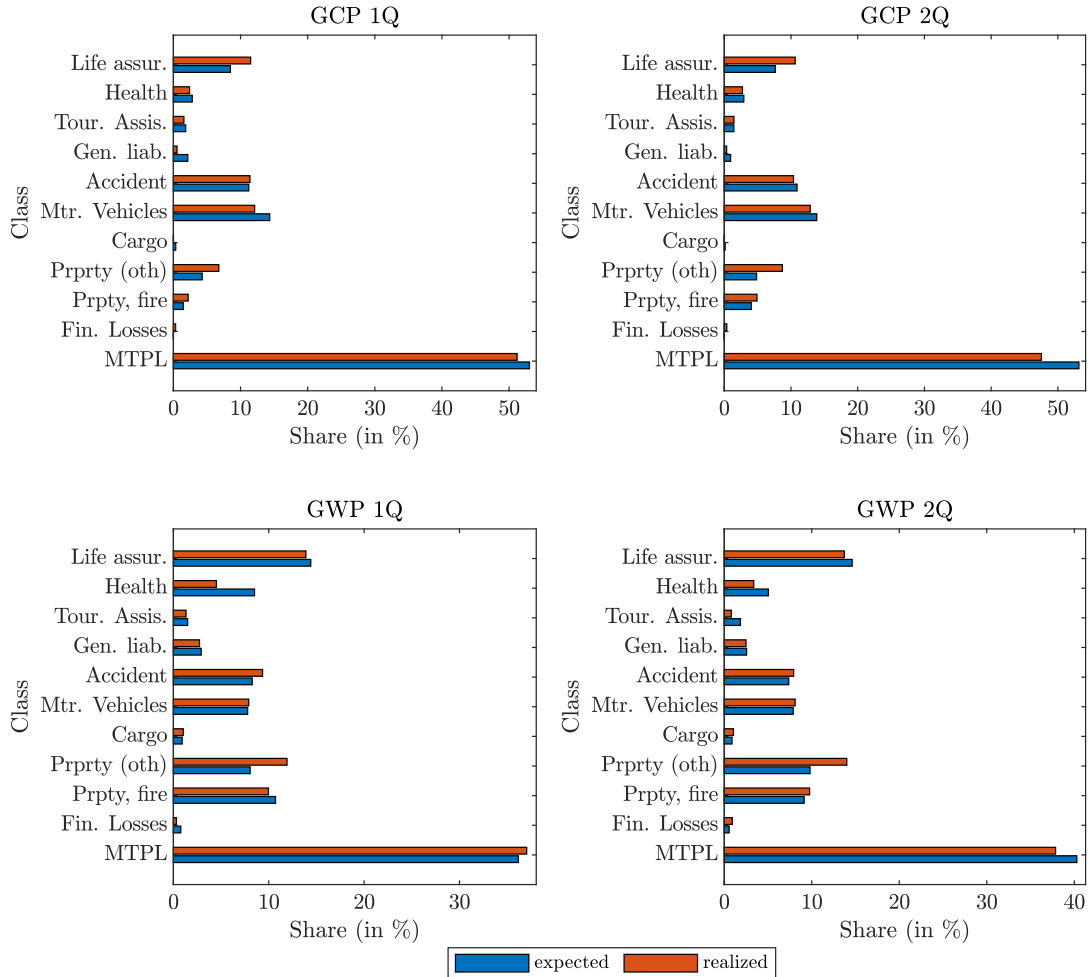 GCP 1Q
Life assur.
Health
Tour. Assis.
Gen. liab.
Accident
Mtr. Vehicles
Cargo
Prprty (oth)
Prpty, fire
Fin. Losses
MTPL
Class
0 10 20 30 40 50
Share (in %)
GCP 2Q
Life assur.
Health
Tour. Assis.
Gen. liab.
Accident
Mtr. Vehicles
Cargo
Prprty (oth)
Prpty, fire
Fin. Losses
MTPL
Class
0 10 20 30 40 50
Share (in %)
GWP 1Q
Life assur.
Health
Tour. Assis.
Gen. liab.
Accident
Mtr. Vehicles
Cargo
Prprty (oth)
Prpty, fire
Fin. Losses
MTPL
Class
0 10 20 30
Share (in %)
GWP 2Q
Life assur.
Health
Tour. Assis.
Gen. liab.
Accident
Mtr. Vehicles
Cargo
Prprty (oth)
Prpty, fire
Fin. Losses
MTPL
Class
0 10 20 30 40
Share (in %)
expected realized